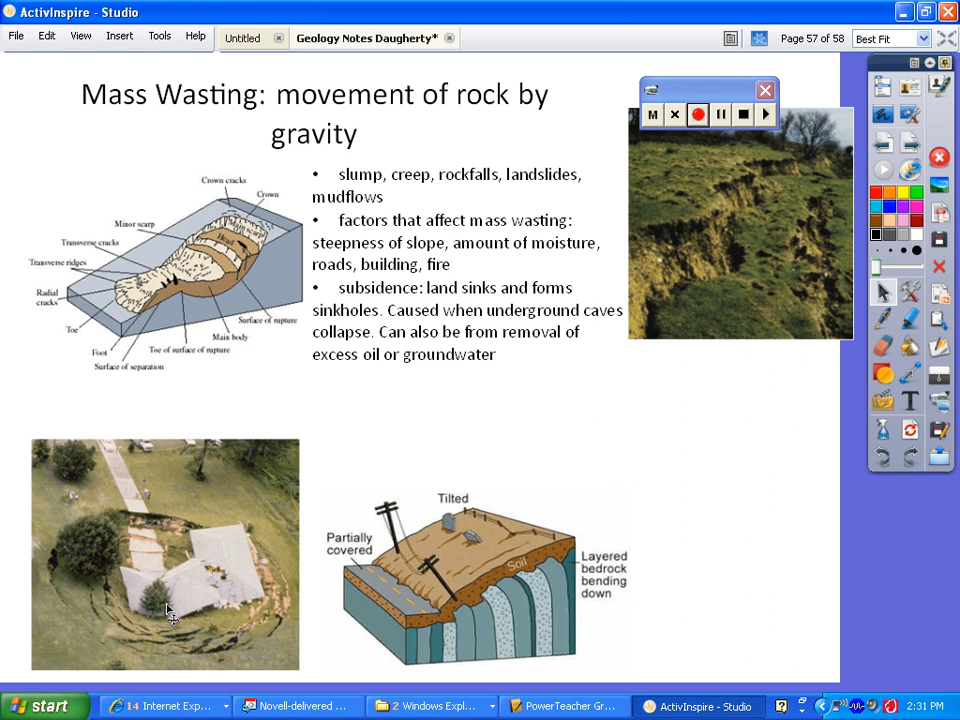 ActivInspire - Studio
File Edit View Insert Tools Help
Untitled
Geology Notes Daugherty*
Page 57 of 58
Best Fit
Mass Wasting: movement of rock by
gravity
M
• slump, creep, rockfalls, landslides,
mudflows
• factors that affect mass wasting:
steepness of slope, amount of moisture,
roads, building, fire
• subsidence: land sinks and forms
sinkholes. Caused when underground caves
collapse. Can also be from removal of
excess oil or groundwater
Crown cracks
Crown
Minor scarp
Head
Transverse cracks
Transverse ridges
Radial
cracks
Toe
Surface of rupture
Main body
Toe of surface of rupture
Foot
Surface of separation
Tilted
Partially
covered
Soil
Layered
bedrock
bending
down
start
14 Internet Exp...
Novell-delivered ...
2 Windows Expl...
PowerTeacher Gr...
ActivInspire - Studio
2:31 PM